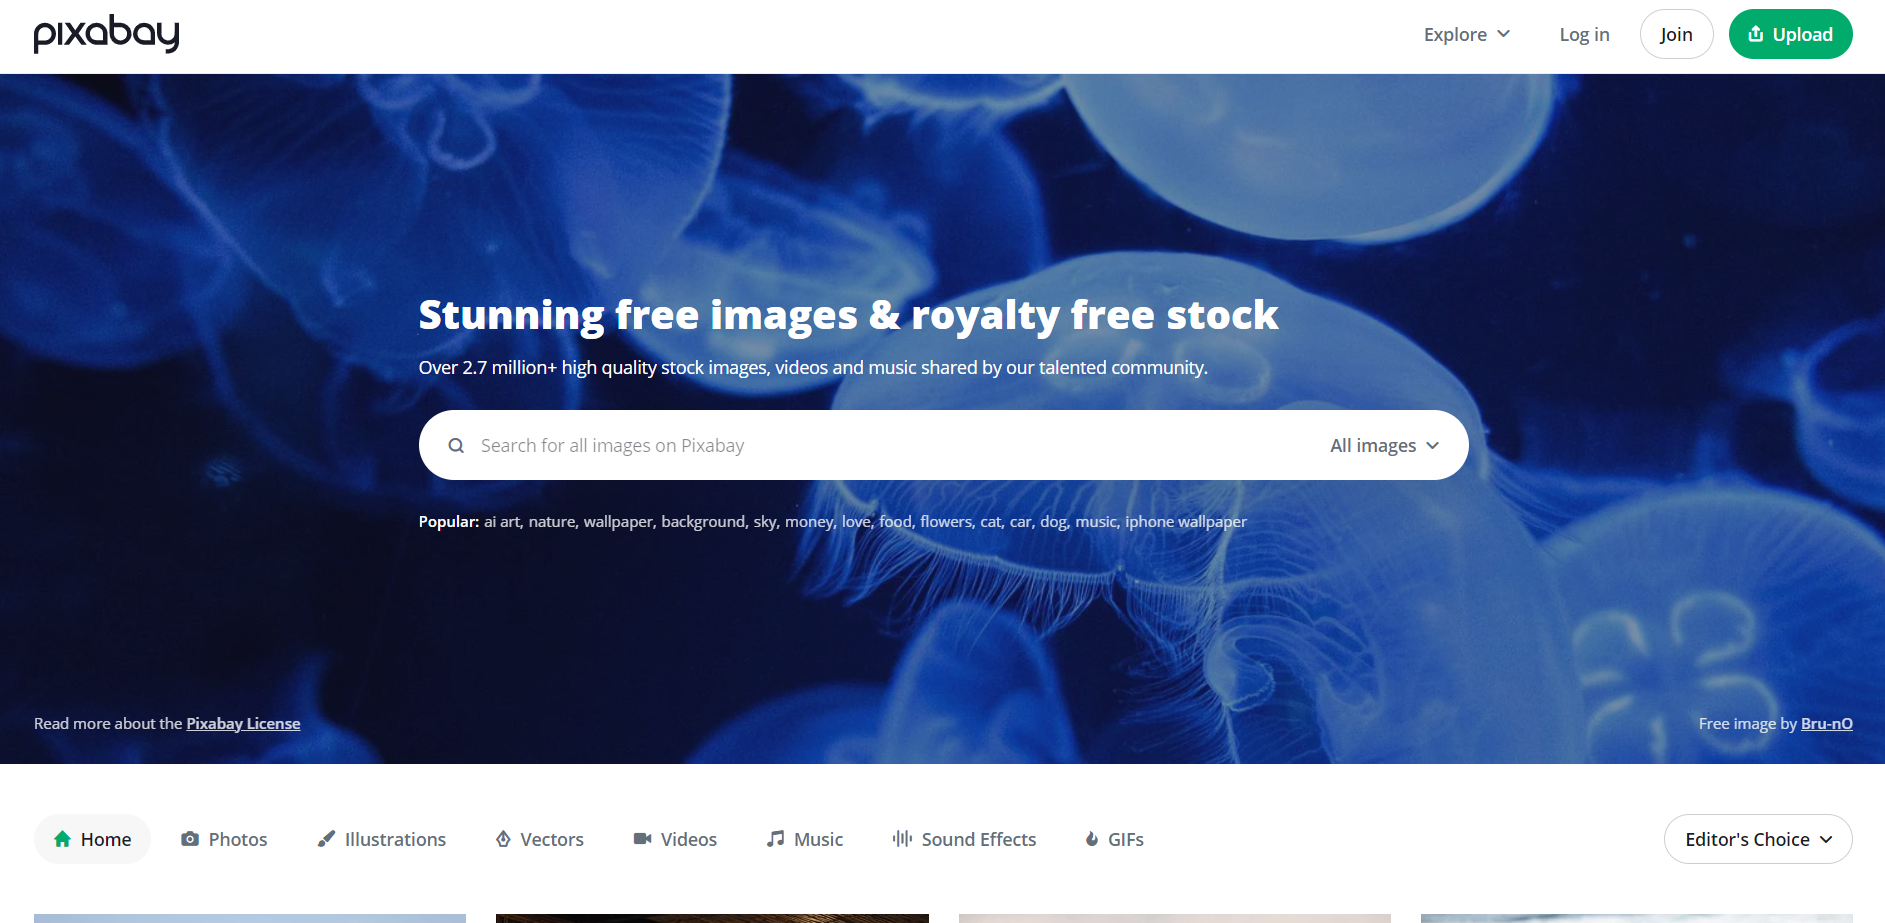 pixabay
Explore Log in Join Upload
Stunning free images & royalty free stock
Over 2.7 million+ high quality stock images, videos and music shared by our talented community.
Search for all images on Pixabay All images
Popular: ai art, nature, wallpaper, background, sky, money, love, food, flowers, cat, car, dog, music, iphone wallpaper
Read more about the Pixabay License Free image by Bru-nO
Home Photos Illustrations Vectors Videos Music Sound Effects GIFs Editor's Choice